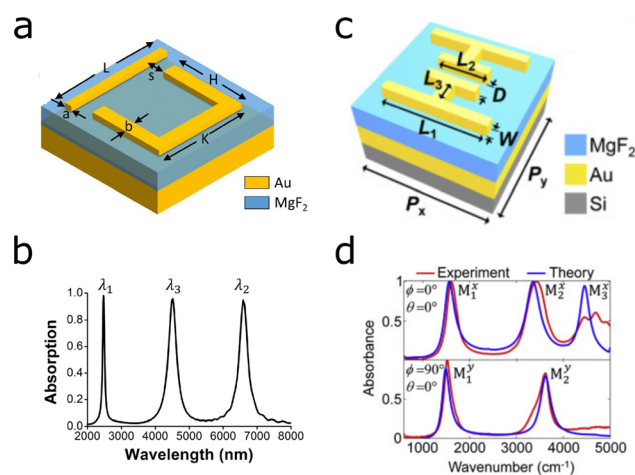 a
L
s
H
a
b
K
Au
MgF₂
b
λ₁
λ₃
λ₂
Absorption
1.0
0.8
0.6
0.4
0.2
0.0
2000 3000 4000 5000 6000 7000 8000
Wavelength (nm)
c
L₂
L₃
D
L₁
W
Pₓ
Pᵧ
MgF₂
Au
Si
d
Experiment
Theory
Absorbance
1
0.5
0
ϕ=0°
θ=0°
M₁ˣ
M₂ˣ
M₃ˣ
0.5
0
ϕ=90°
θ=0°
M₁ʸ
M₂ʸ
1000 2000 3000 4000 5000
Wavenumber (cm⁻¹)